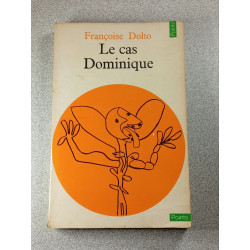 Françoise Dolto
Le cas
Dominique
Points